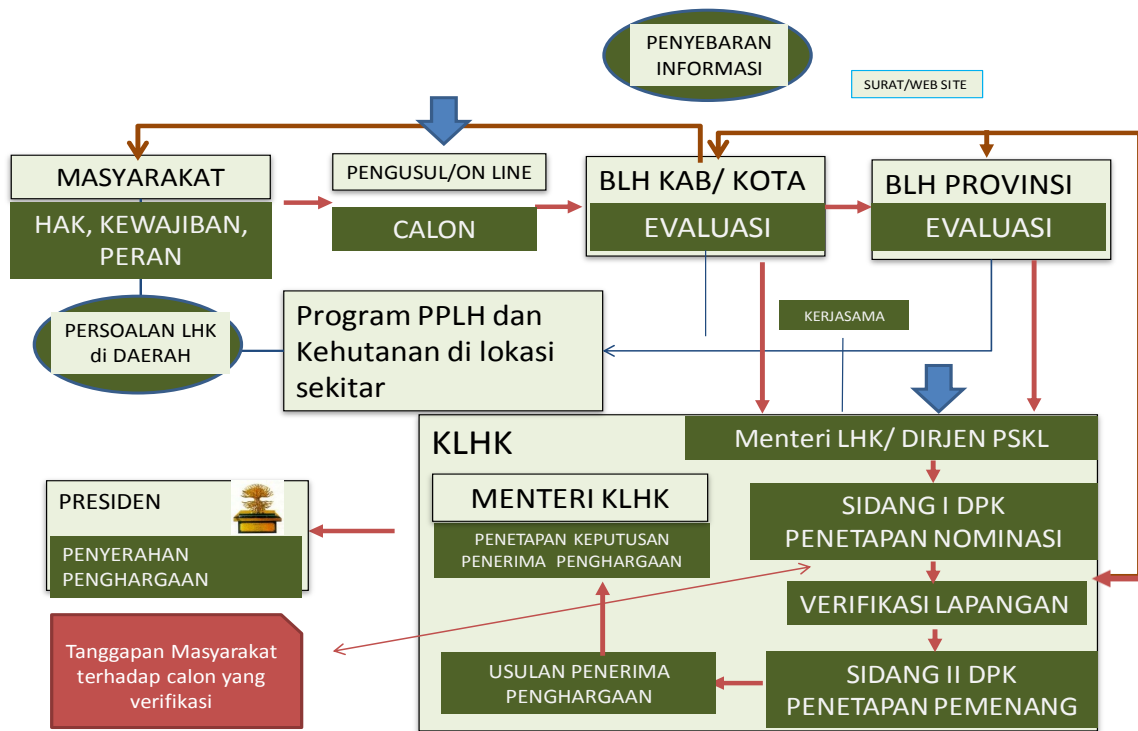 PENYEBARAN
INFORMASI
SURAT/WEB SITE
MASYARAKAT
HAK, KEWAJIBAN,
PERAN
PENGUSUL/ON LINE
CALON
BLH KAB/ KOTA
EVALUASI
BLH PROVINSI
EVALUASI
PERSOALAN LHK
di DAERAH
Program PPLH dan
Kehutanan di lokasi
sekitar
KERJASAMA
KLHK
Menteri LHK/ DIRJEN PSKL
MENTERI KLHK
PENETAPAN KEPUTUSAN
PENERIMA PENGHARGAAN
SIDANG I DPK
PENETAPAN NOMINASI
PRESIDEN
PENYERAHAN
PENGHARGAAN
VERIFIKASI LAPANGAN
Tanggapan Masyarakat
terhadap calon yang
verifikasi
USULAN PENERIMA
PENGHARGAAN
SIDANG II DPK
PENETAPAN PEMENANG